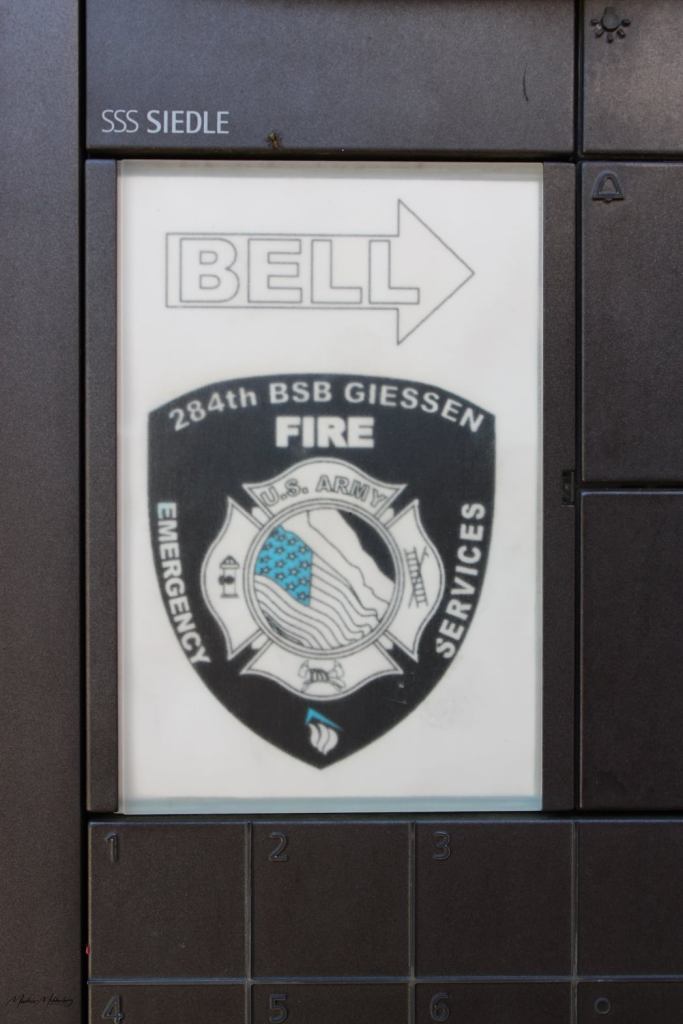 SSS SIEDLE
BELL
284th BSB GIESSEN
FIRE
U.S. ARMY
EMERGENCY
SERVICES
1 2 3
4 5 6